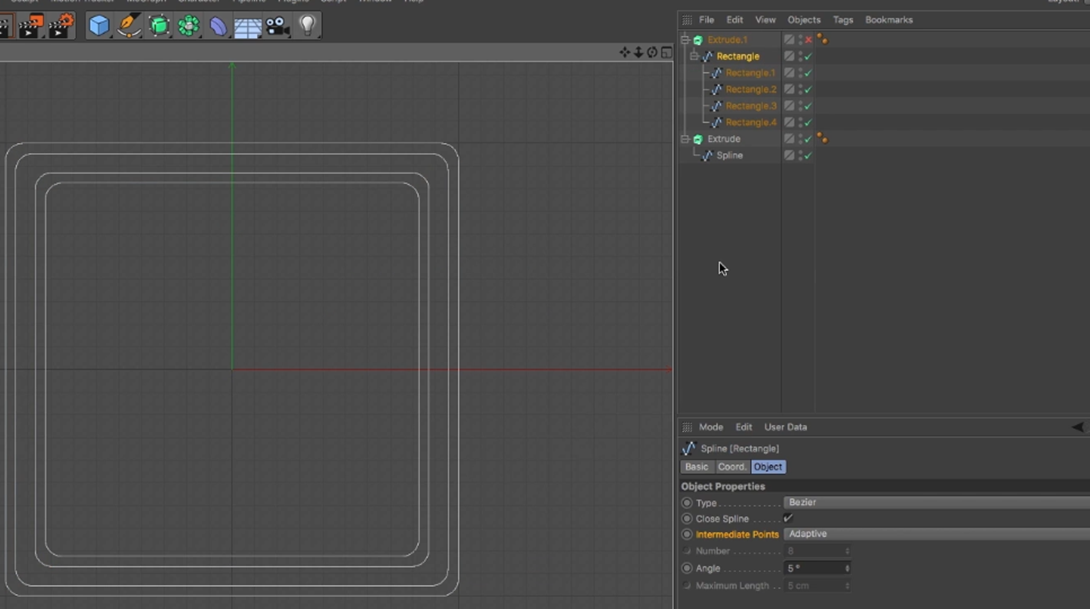 File Edit View Objects Tags Bookmarks
Extrude.1
Rectangle
Rectangle.1
Rectangle.2
Rectangle.3
Rectangle.4
Extrude
Spline
Mode Edit User Data
Spline [Rectangle]
Basic Coord. Object
Object Properties
Type Bezier
Close Spline
Intermediate Points Adaptive
Number 8
Angle 5 °
Maximum Length 5 cm